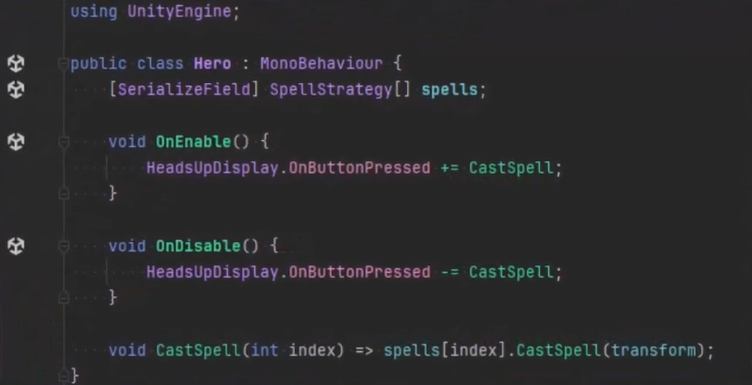 using UnityEngine;
public class Hero : MonoBehaviour {
[SerializeField] SpellStrategy[] spells;
void OnEnable() {
HeadsUpDisplay.OnButtonPressed += CastSpell;
}
void OnDisable() {
HeadsUpDisplay.OnButtonPressed -= CastSpell;
}
void CastSpell(int index) => spells[index].CastSpell(transform);
}